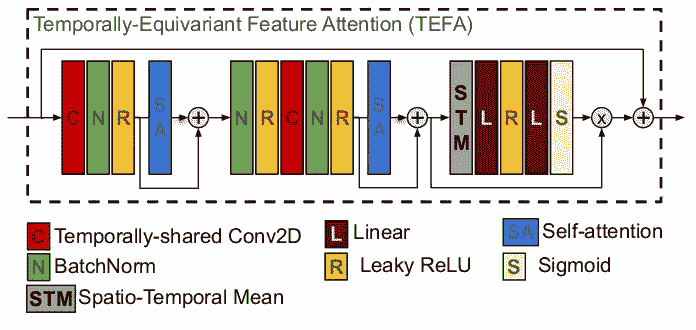 Temporally-Equivariant Feature Attention (TEFA)
C N R SA + N R C N R SA + STM L R L S x +
C Temporally-shared Conv2D L Linear SA Self-attention
N BatchNorm R Leaky ReLU S Sigmoid
STM Spatio-Temporal Mean